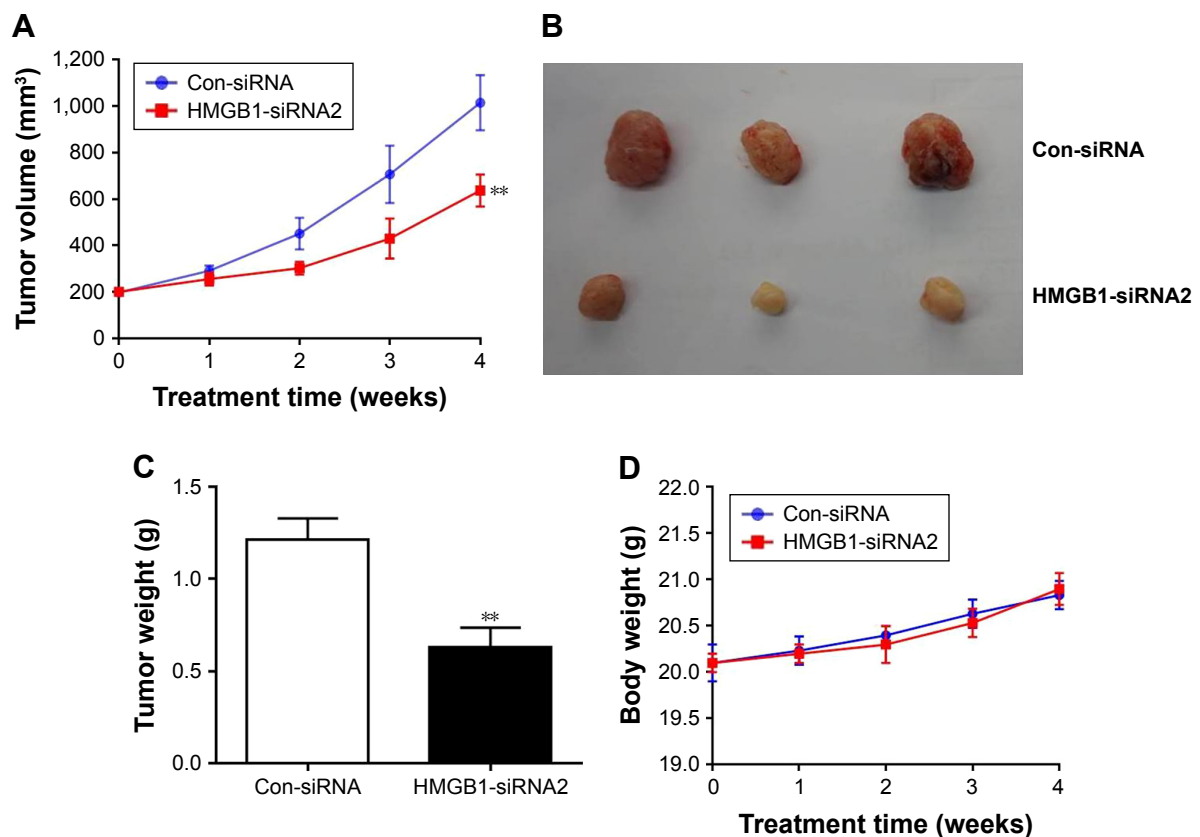 A
Tumor volume (mm³)
1,200
1,000
800
600
400
200
0
Con-siRNA
HMGB1-siRNA2
**
0 1 2 3 4
Treatment time (weeks)
B
Con-siRNA
HMGB1-siRNA2
C
Tumor weight (g)
1.5
1.0
0.5
0.0
**
Con-siRNA HMGB1-siRNA2
D
Body weight (g)
22.0
21.5
21.0
20.5
20.0
19.5
19.0
Con-siRNA
HMGB1-siRNA2
0 1 2 3 4
Treatment time (weeks)